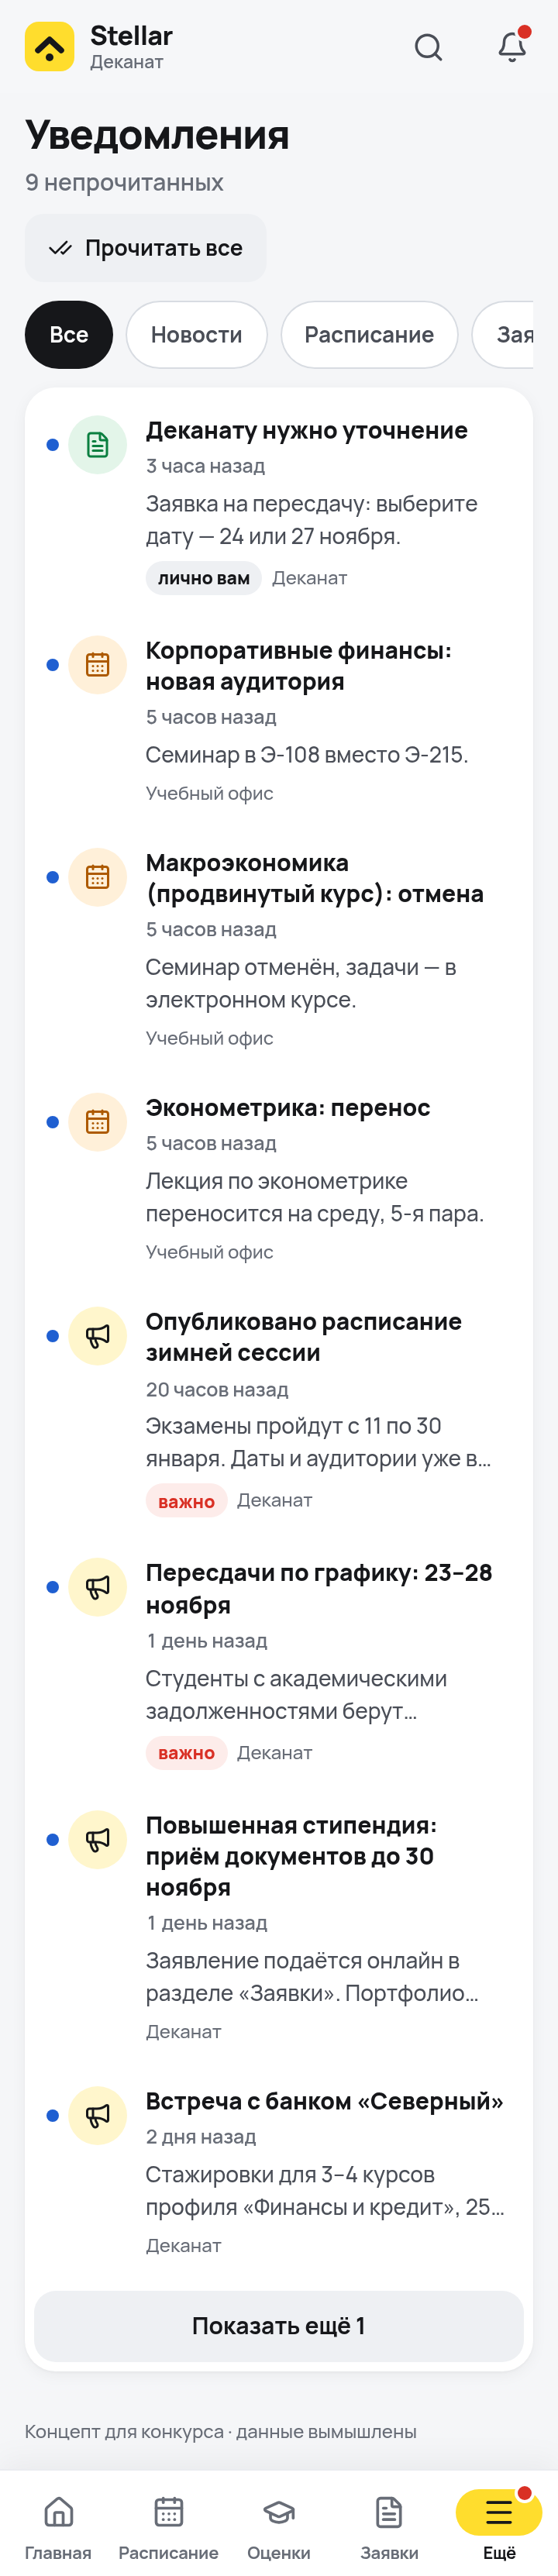 Stellar
Деканат
Уведомления
9 непрочитанных
Прочитать все
Все
Новости
Расписание
Зая
Деканату нужно уточнение
3 часа назад
Заявка на пересдачу: выберите
дату — 24 или 27 ноября.
лично вам
Деканат
Корпоративные финансы:
новая аудитория
5 часов назад
Семинар в Э-108 вместо Э-215.
Учебный офис
Макроэкономика
(продвинутый курс): отмена
5 часов назад
Семинар отменён, задачи — в
электронном курсе.
Учебный офис
Эконометрика: перенос
5 часов назад
Лекция по эконометрике
переносится на среду, 5-я пара.
Учебный офис
Опубликовано расписание
зимней сессии
20 часов назад
Экзамены пройдут с 11 по 30
января. Даты и аудитории уже в…
важно
Деканат
Пересдачи по графику: 23–28
ноября
1 день назад
Студенты с академическими
задолженностями берут…
важно
Деканат
Повышенная стипендия:
приём документов до 30
ноября
1 день назад
Заявление подаётся онлайн в
разделе «Заявки». Портфолио…
Деканат
Встреча с банком «Северный»
2 дня назад
Стажировки для 3–4 курсов
профиля «Финансы и кредит», 25…
Деканат
Показать ещё 1
Концепт для конкурса · данные вымышлены
Главная
Расписание
Оценки
Заявки
Ещё